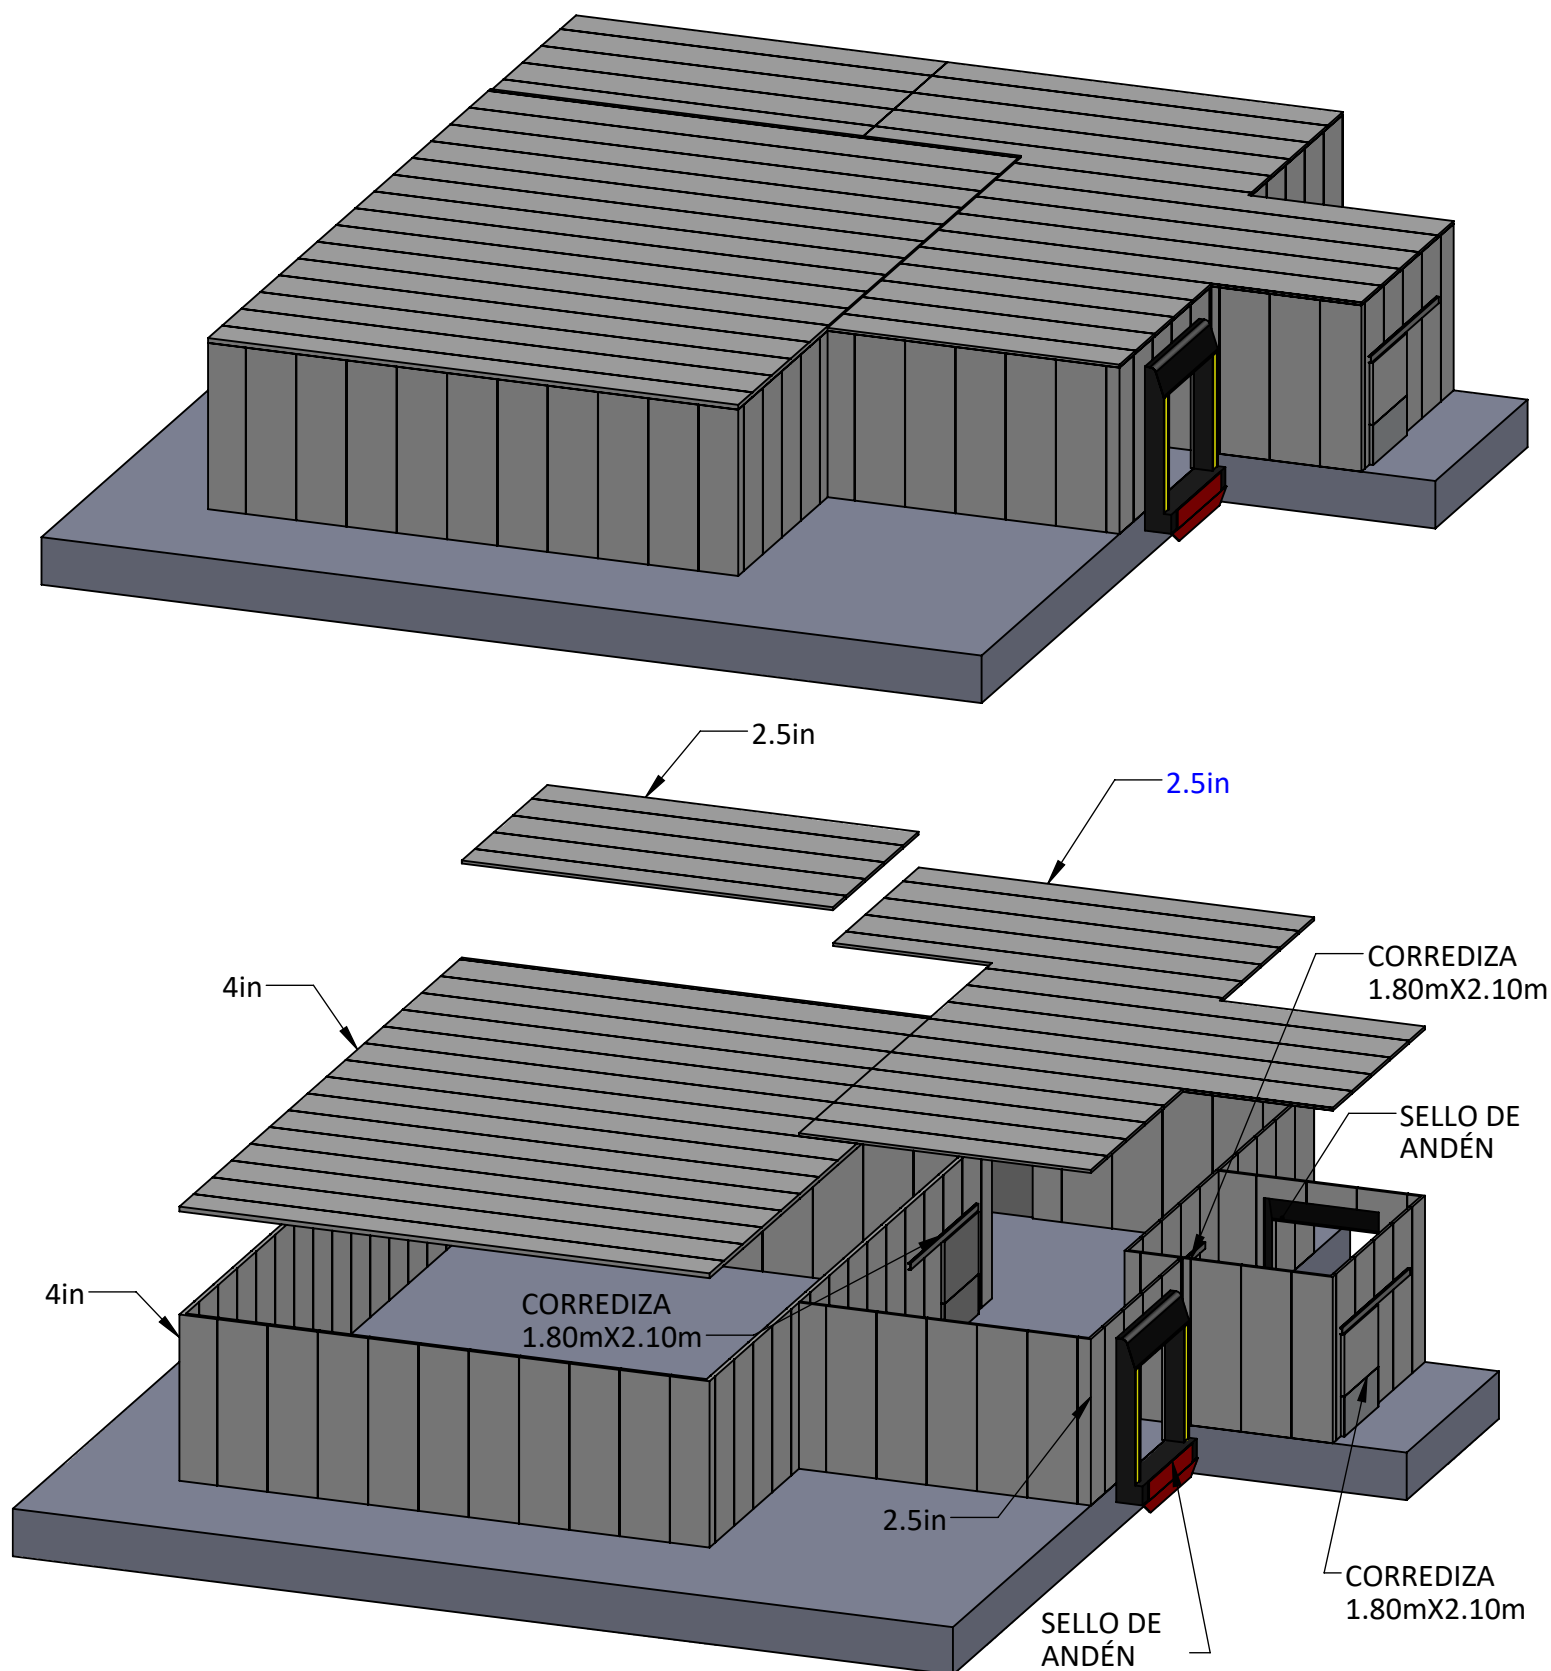 2.5in
2.5in
CORREDIZA
1.80mX2.10m
4in
SELLO DE
ANDÉN
4in
CORREDIZA
1.80mX2.10m
2.5in
CORREDIZA
1.80mX2.10m
SELLO DE
ANDÉN